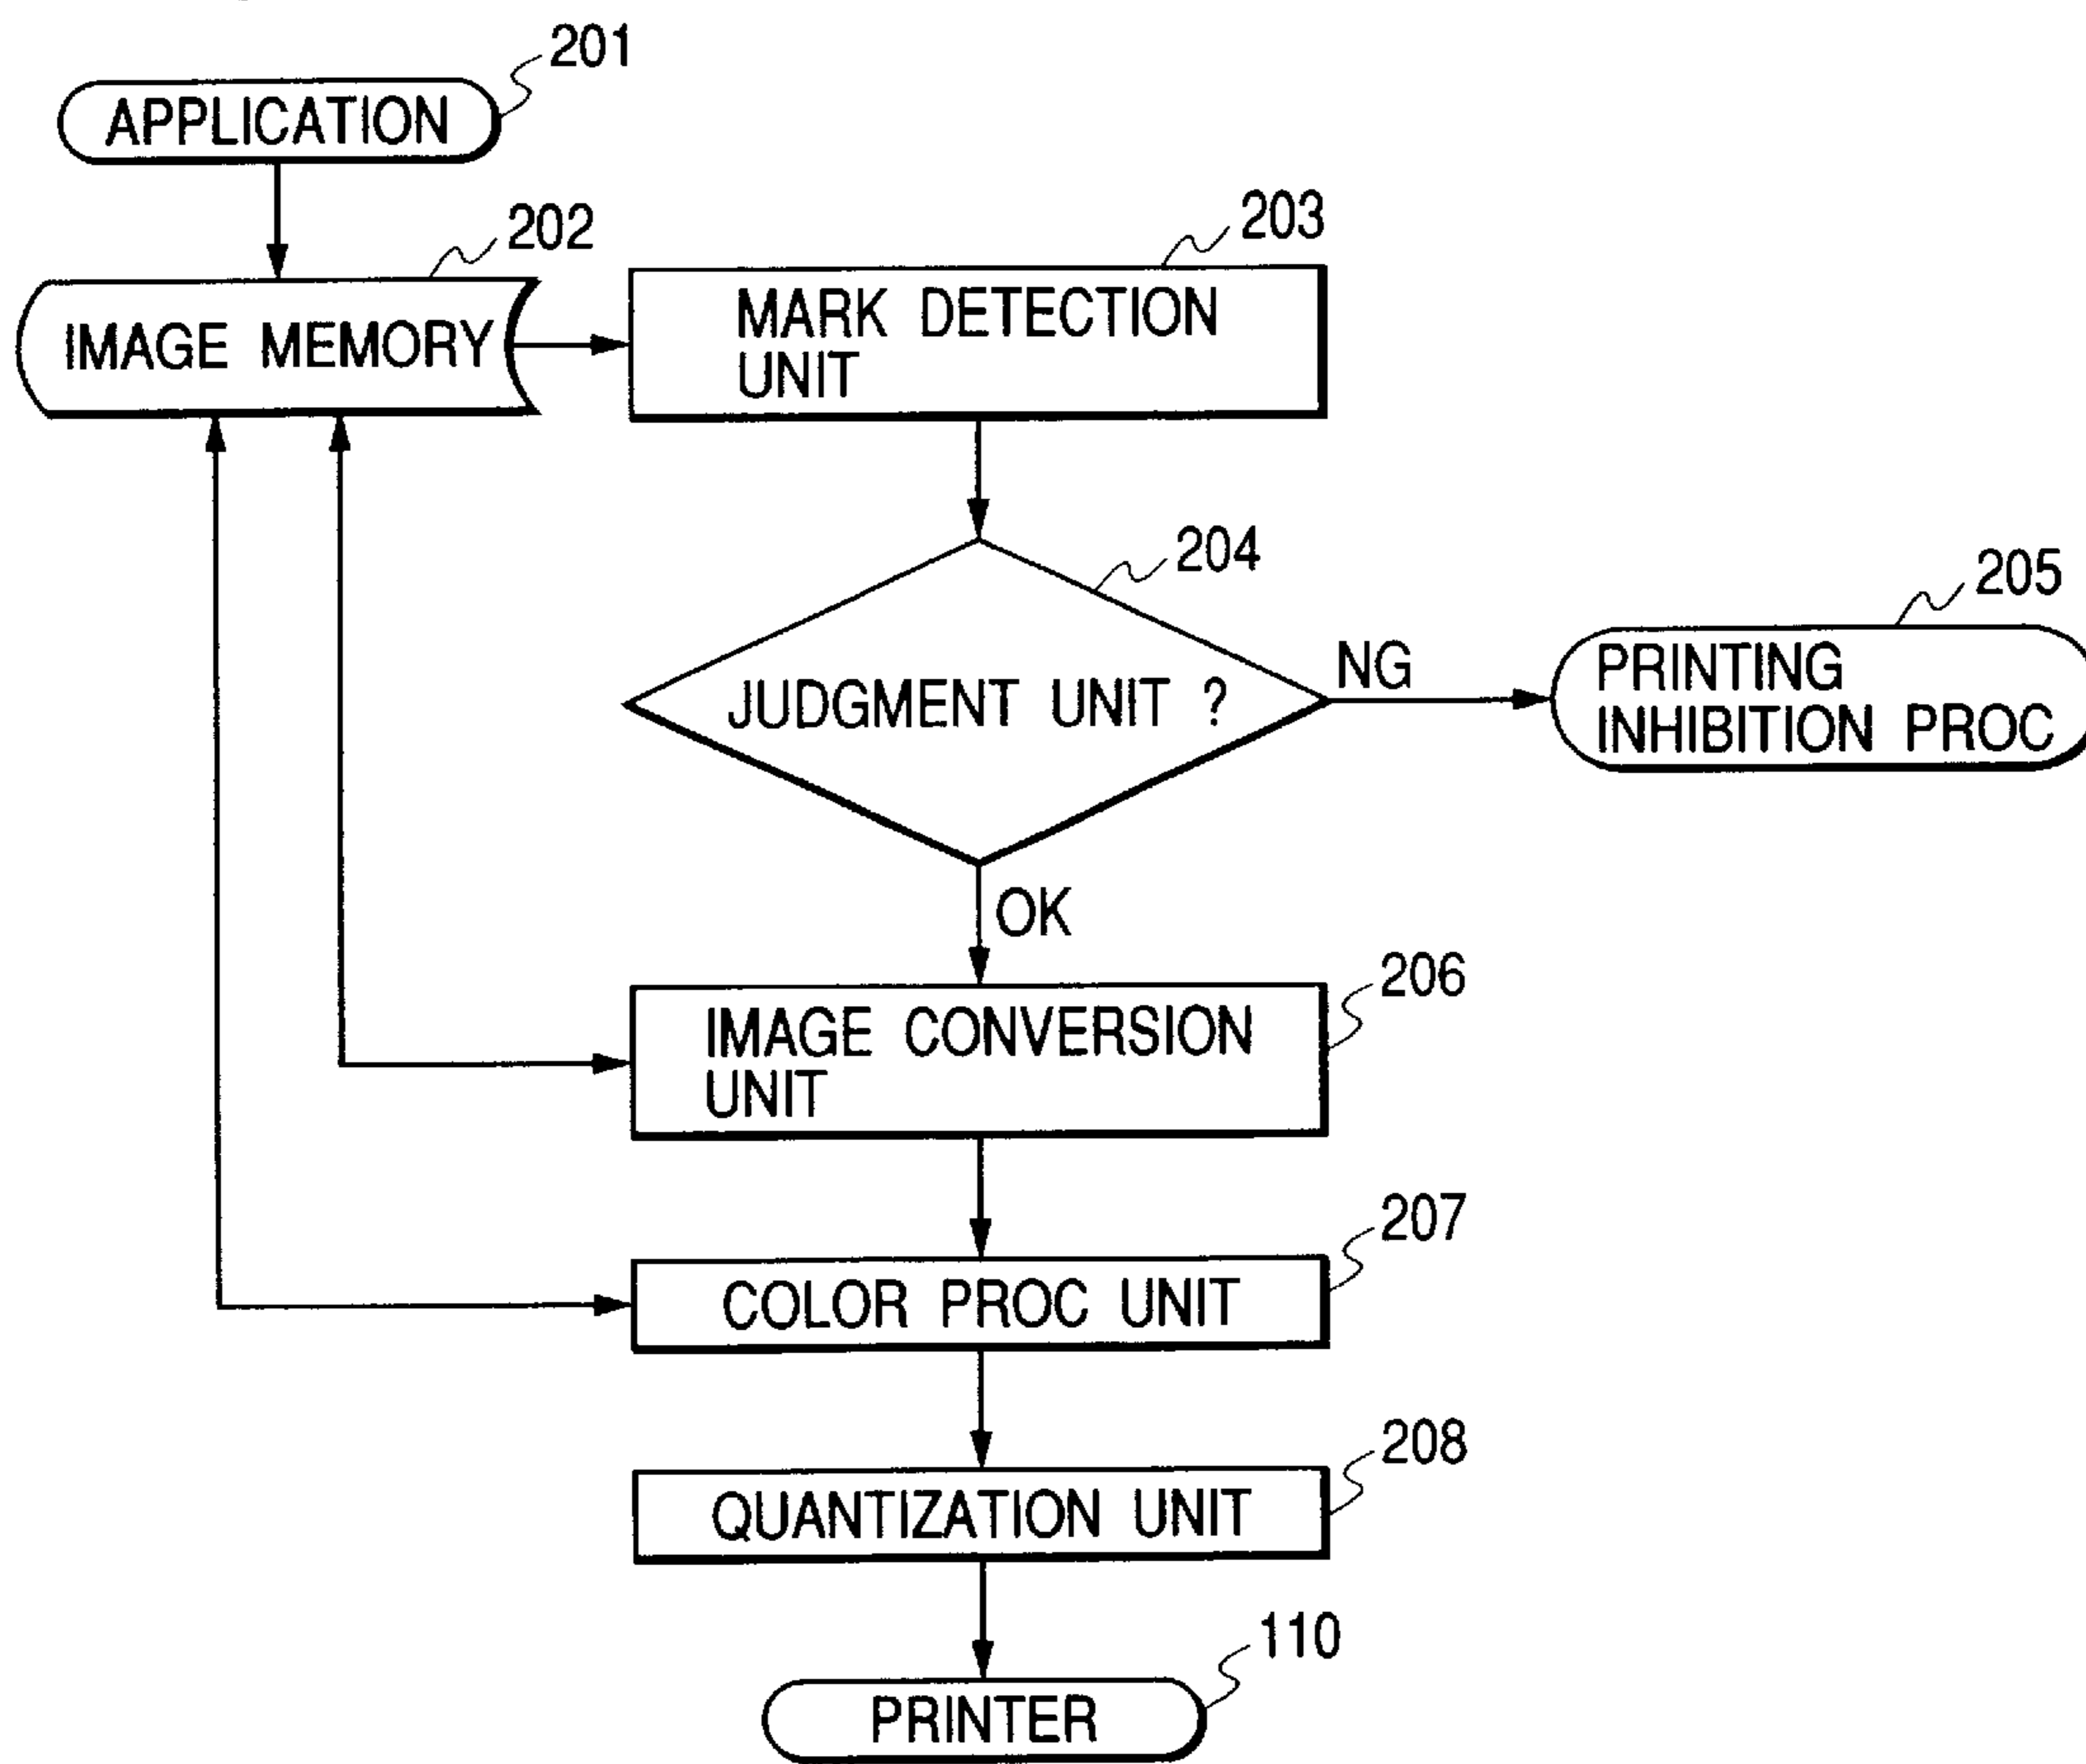 201
APPLICATION
202
IMAGE MEMORY
203
MARK DETECTION
UNIT
204
JUDGMENT UNIT ?
NG
205
PRINTING
INHIBITION PROC
OK
206
IMAGE CONVERSION
UNIT
207
COLOR PROC UNIT
208
QUANTIZATION UNIT
110
PRINTER